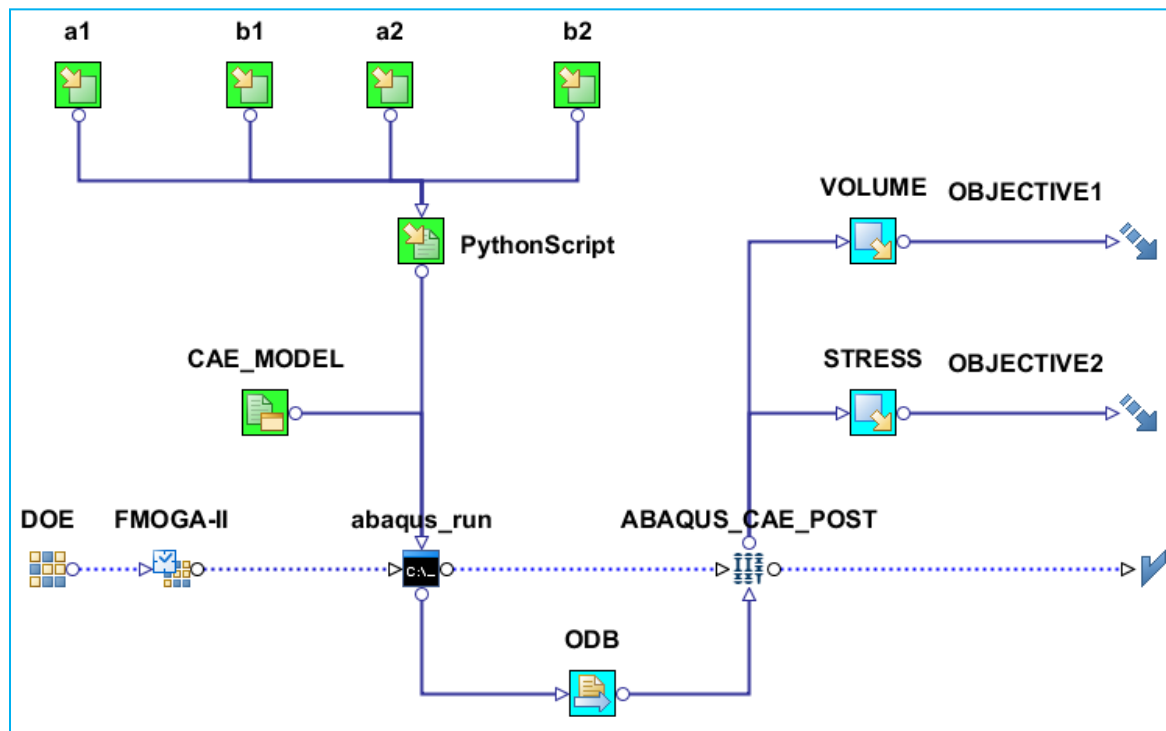 a1
b1
a2
b2
PythonScript
VOLUME
OBJECTIVE1
CAE_MODEL
STRESS
OBJECTIVE2
DOE
FMOGA-II
abaqus_run
ABAQUS_CAE_POST
C:\_
ODB